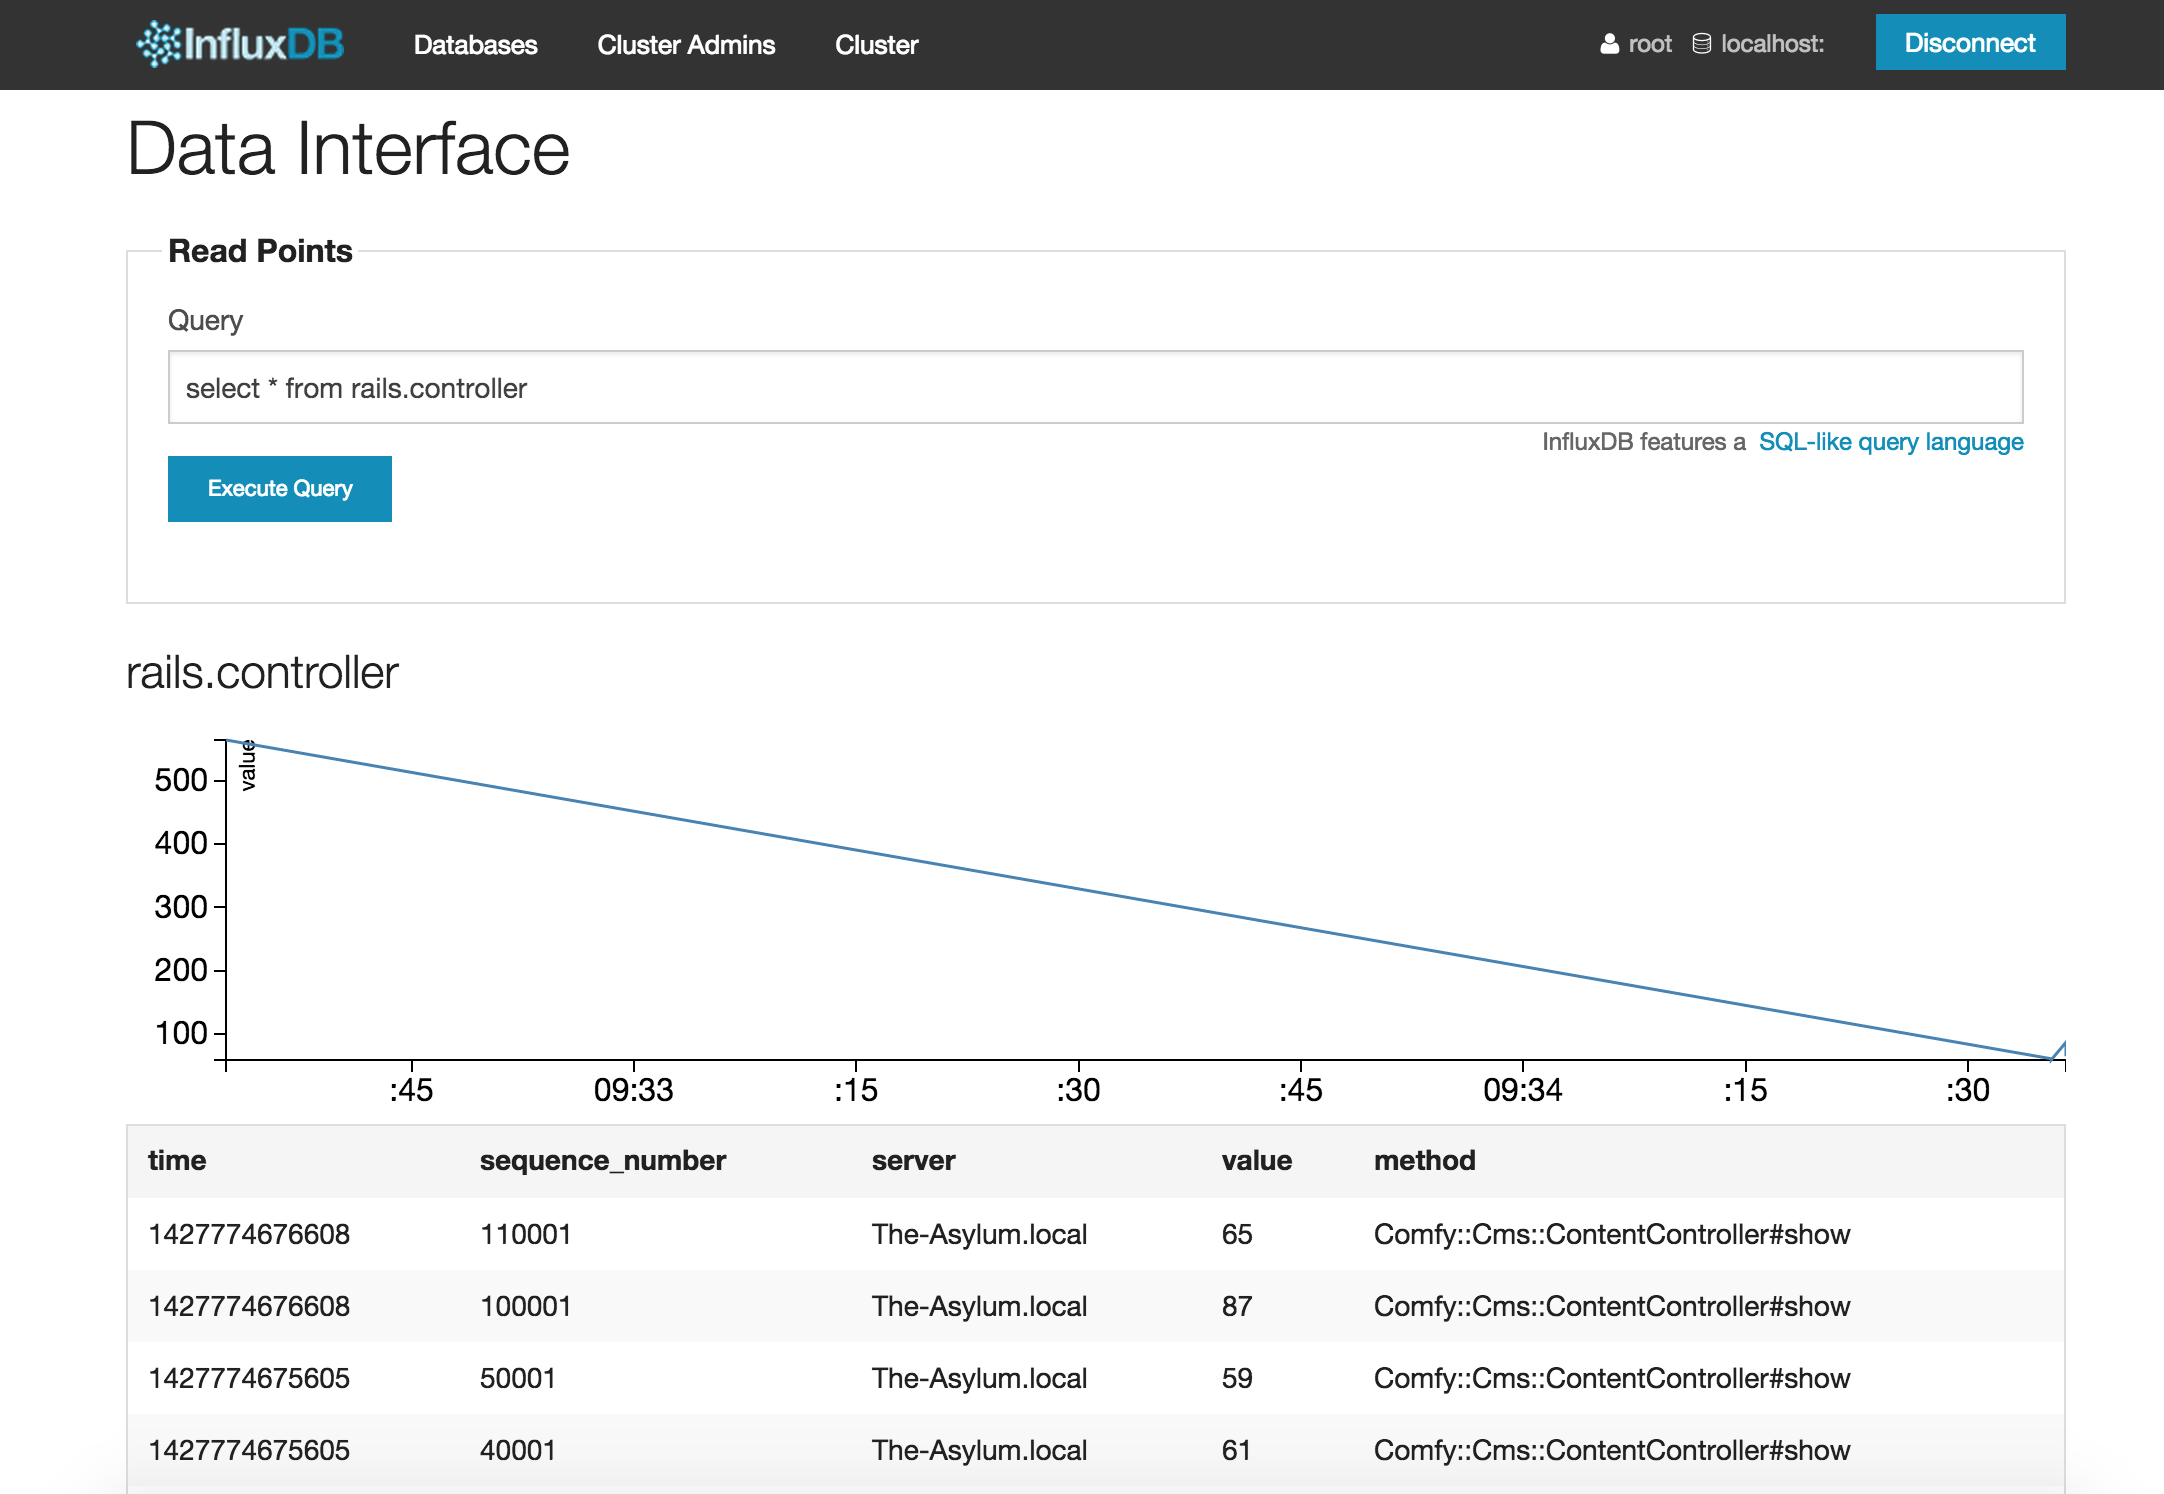 InfluxDB Databases Cluster Admins Cluster root localhost: Disconnect
Data Interface
Read Points
Query
select * from rails.controller
InfluxDB features a SQL-like query language
Execute Query
rails.controller
value
500
400
300
200
100
:45 09:33 :15 :30 :45 09:34 :15 :30
time sequence_number server value method
1427774676608 110001 The-Asylum.local 65 Comfy::Cms::ContentController#show
1427774676608 100001 The-Asylum.local 87 Comfy::Cms::ContentController#show
1427774675605 50001 The-Asylum.local 59 Comfy::Cms::ContentController#show
1427774675605 40001 The-Asylum.local 61 Comfy::Cms::ContentController#show